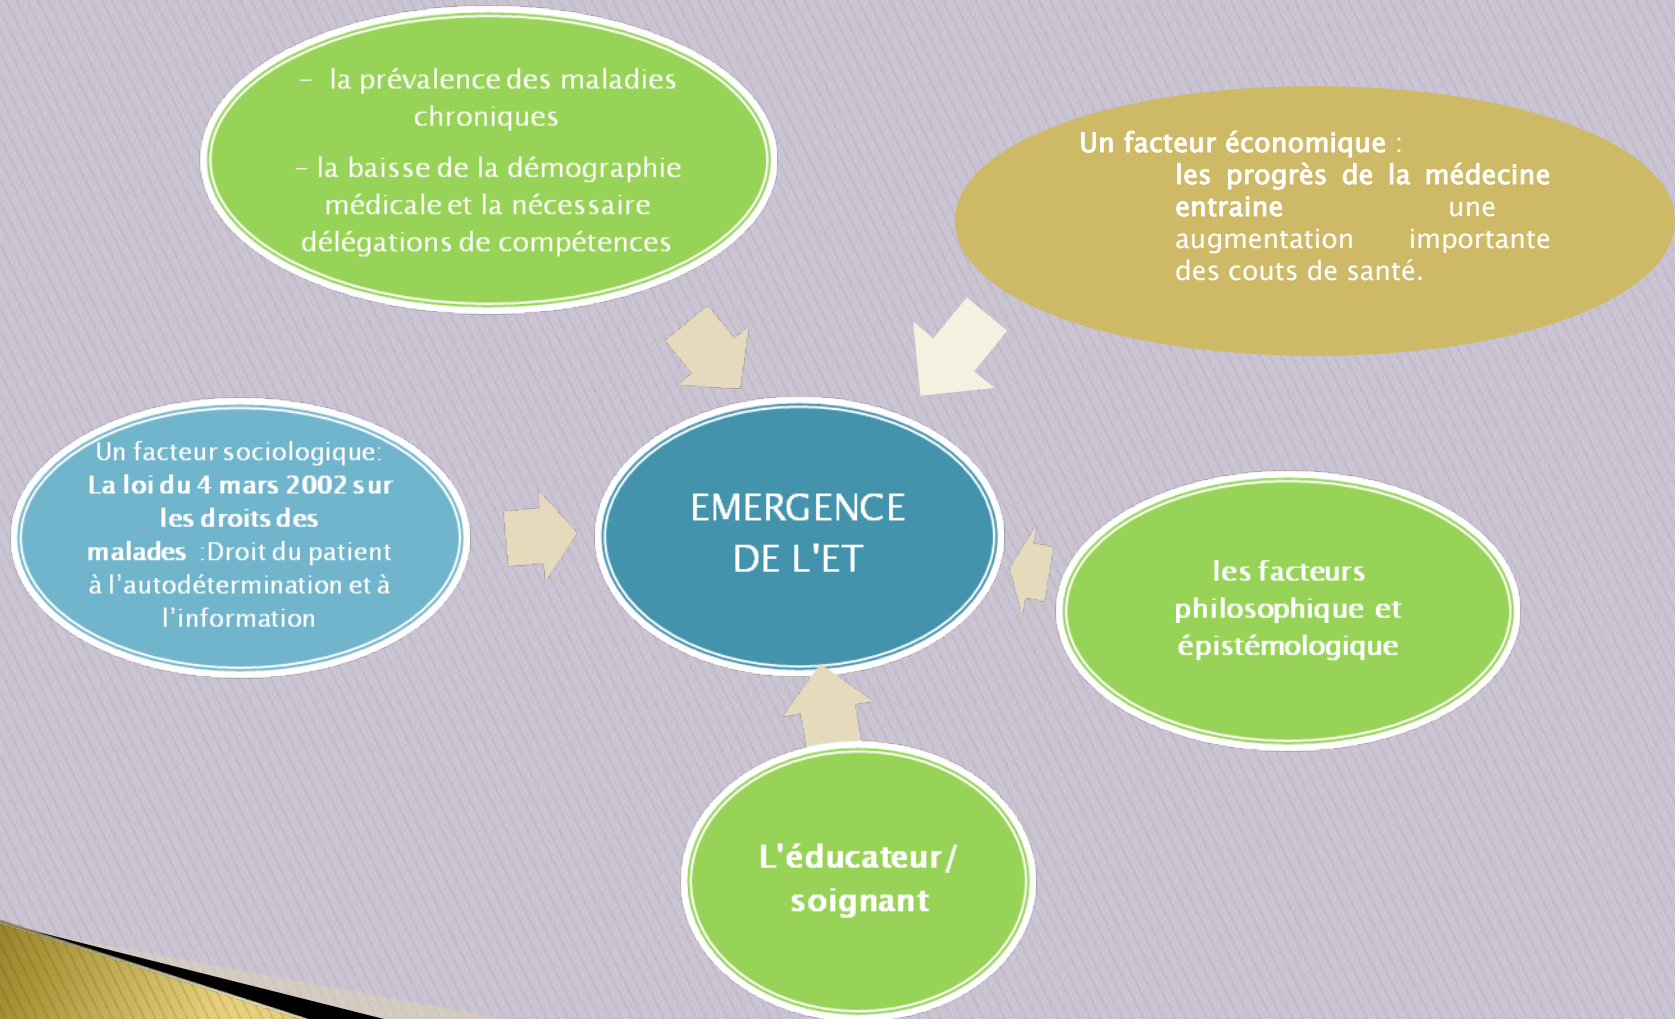 - la prévalence des maladies
chroniques
- la baisse de la démographie
médicale et la nécessaire
délégations de compétences
Un facteur économique :
les progrès de la médecine
entraine une
augmentation importante
des couts de santé.
Un facteur sociologique:
La loi du 4 mars 2002 sur
les droits des
malades :Droit du patient
à l'autodétermination et à
l'information
EMERGENCE
DE L'ET
les facteurs
philosophique et
épistémologique
L'éducateur/
soignant